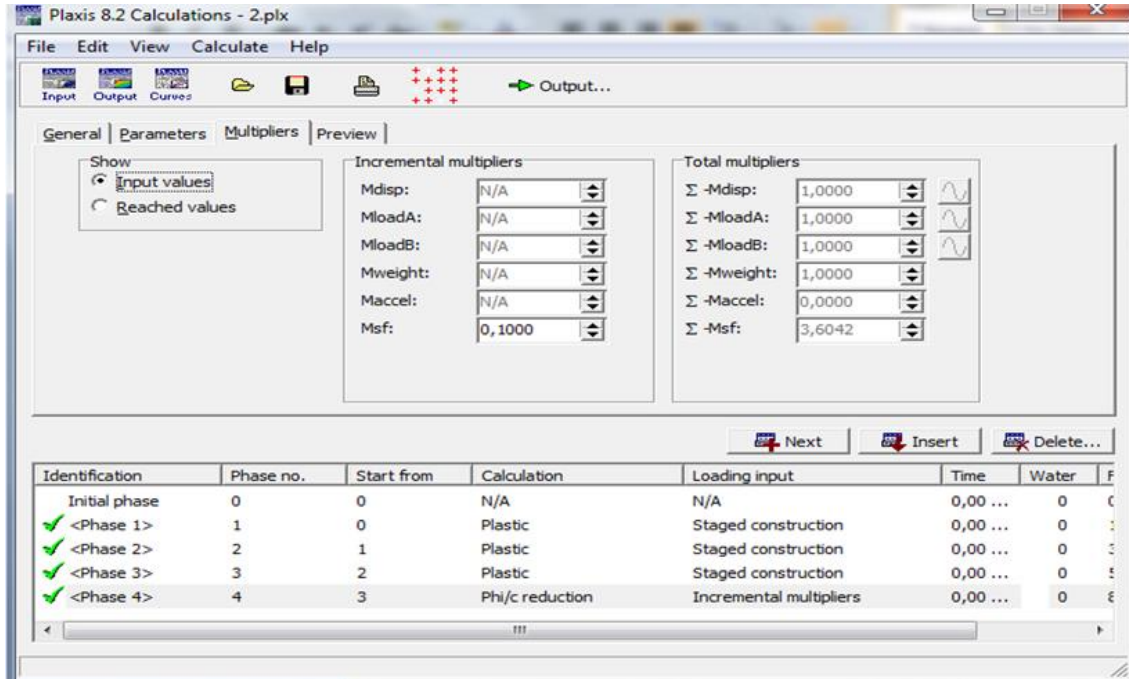 Plaxis 8.2 Calculations - 2.plx
File Edit View Calculate Help
Input Output Curves Output...
General Parameters Multipliers Preview
Show
Input values
Reached values
Incremental multipliers
Mdisp: N/A
MloadA: N/A
MloadB: N/A
Mweight: N/A
Maccel: N/A
Msf: 0,1000
Total multipliers
Σ -Mdisp: 1,0000
Σ -MloadA: 1,0000
Σ -MloadB: 1,0000
Σ -Mweight: 1,0000
Σ -Maccel: 0,0000
Σ -Msf: 3,6042
Next Insert Delete...
Identification Phase no. Start from Calculation Loading input Time Water F
Initial phase 0 0 N/A N/A 0,00 ... 0
<Phase 1> 1 0 Plastic Staged construction 0,00 ... 0
<Phase 2> 2 1 Plastic Staged construction 0,00 ... 0
<Phase 3> 3 2 Plastic Staged construction 0,00 ... 0
<Phase 4> 4 3 Phi/c reduction Incremental multipliers 0,00 ... 0